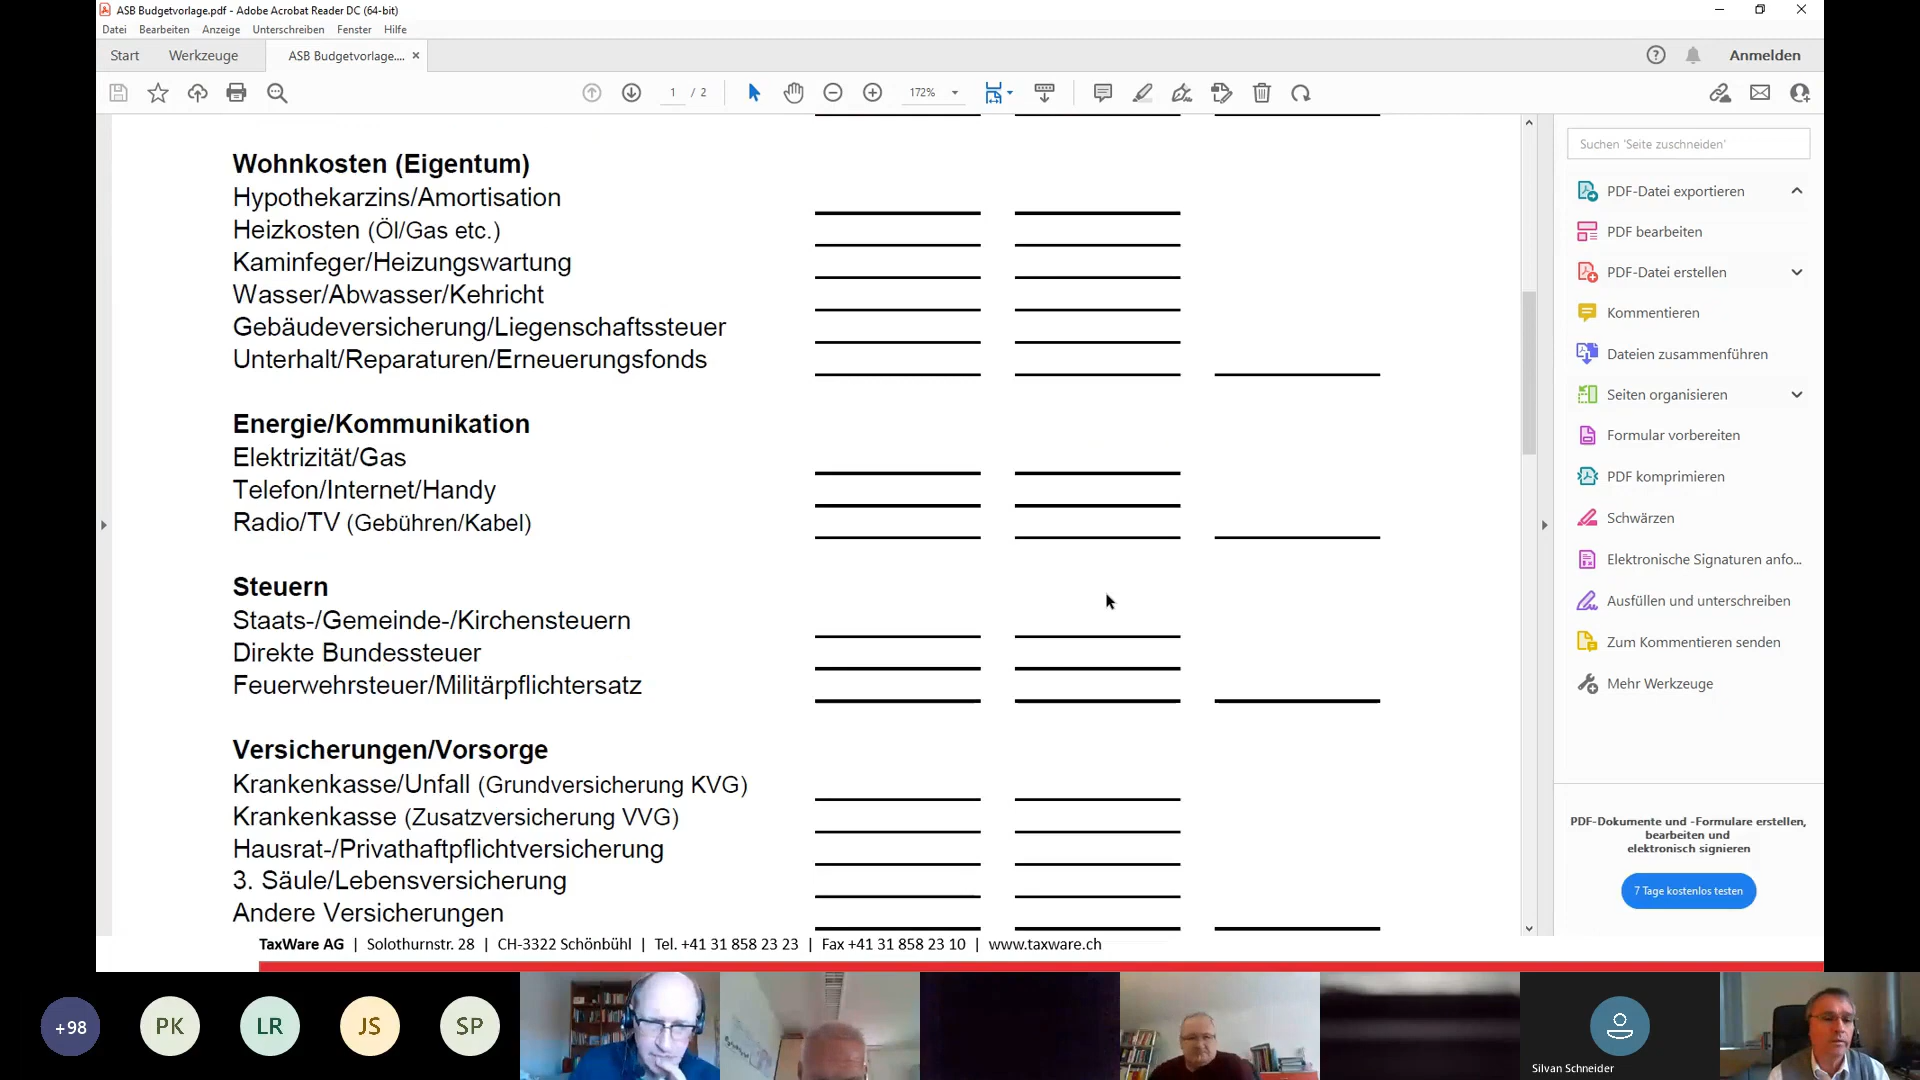 ASB Budgetvorlage.pdf - Adobe Acrobat Reader DC (64-bit)
Datei Bearbeiten Anzeige Unterschreiben Fenster Hilfe
Start Werkzeuge ASB Budgetvorlage.... × Anmelden
1 / 2 172%
Wohnkosten (Eigentum)
Hypothekarzins/Amortisation
Heizkosten (Öl/Gas etc.)
Kaminfeger/Heizungswartung
Wasser/Abwasser/Kehricht
Gebäudeversicherung/Liegenschaftssteuer
Unterhalt/Reparaturen/Erneuerungsfonds
Energie/Kommunikation
Elektrizität/Gas
Telefon/Internet/Handy
Radio/TV (Gebühren/Kabel)
Steuern
Staats-/Gemeinde-/Kirchensteuern
Direkte Bundessteuer
Feuerwehrsteuer/Militärpflichtersatz
Versicherungen/Vorsorge
Krankenkasse/Unfall (Grundversicherung KVG)
Krankenkasse (Zusatzversicherung VVG)
Hausrat-/Privathaftpflichtversicherung
3. Säule/Lebensversicherung
Andere Versicherungen
Suchen 'Seite zuschneiden'
PDF-Datei exportieren
PDF bearbeiten
PDF-Datei erstellen
Kommentieren
Dateien zusammenführen
Seiten organisieren
Formular vorbereiten
PDF komprimieren
Schwärzen
Elektronische Signaturen anfo...
Ausfüllen und unterschreiben
Zum Kommentieren senden
Mehr Werkzeuge
PDF-Dokumente und -Formulare erstellen,
bearbeiten und
elektronisch signieren
7 Tage kostenlos testen
TaxWare AG | Solothurnstr. 28 | CH-3322 Schönbühl | Tel. +41 31 858 23 23 | Fax +41 31 858 23 10 | www.taxware.ch
+98 PK LR JS SP
Silvan Schneider